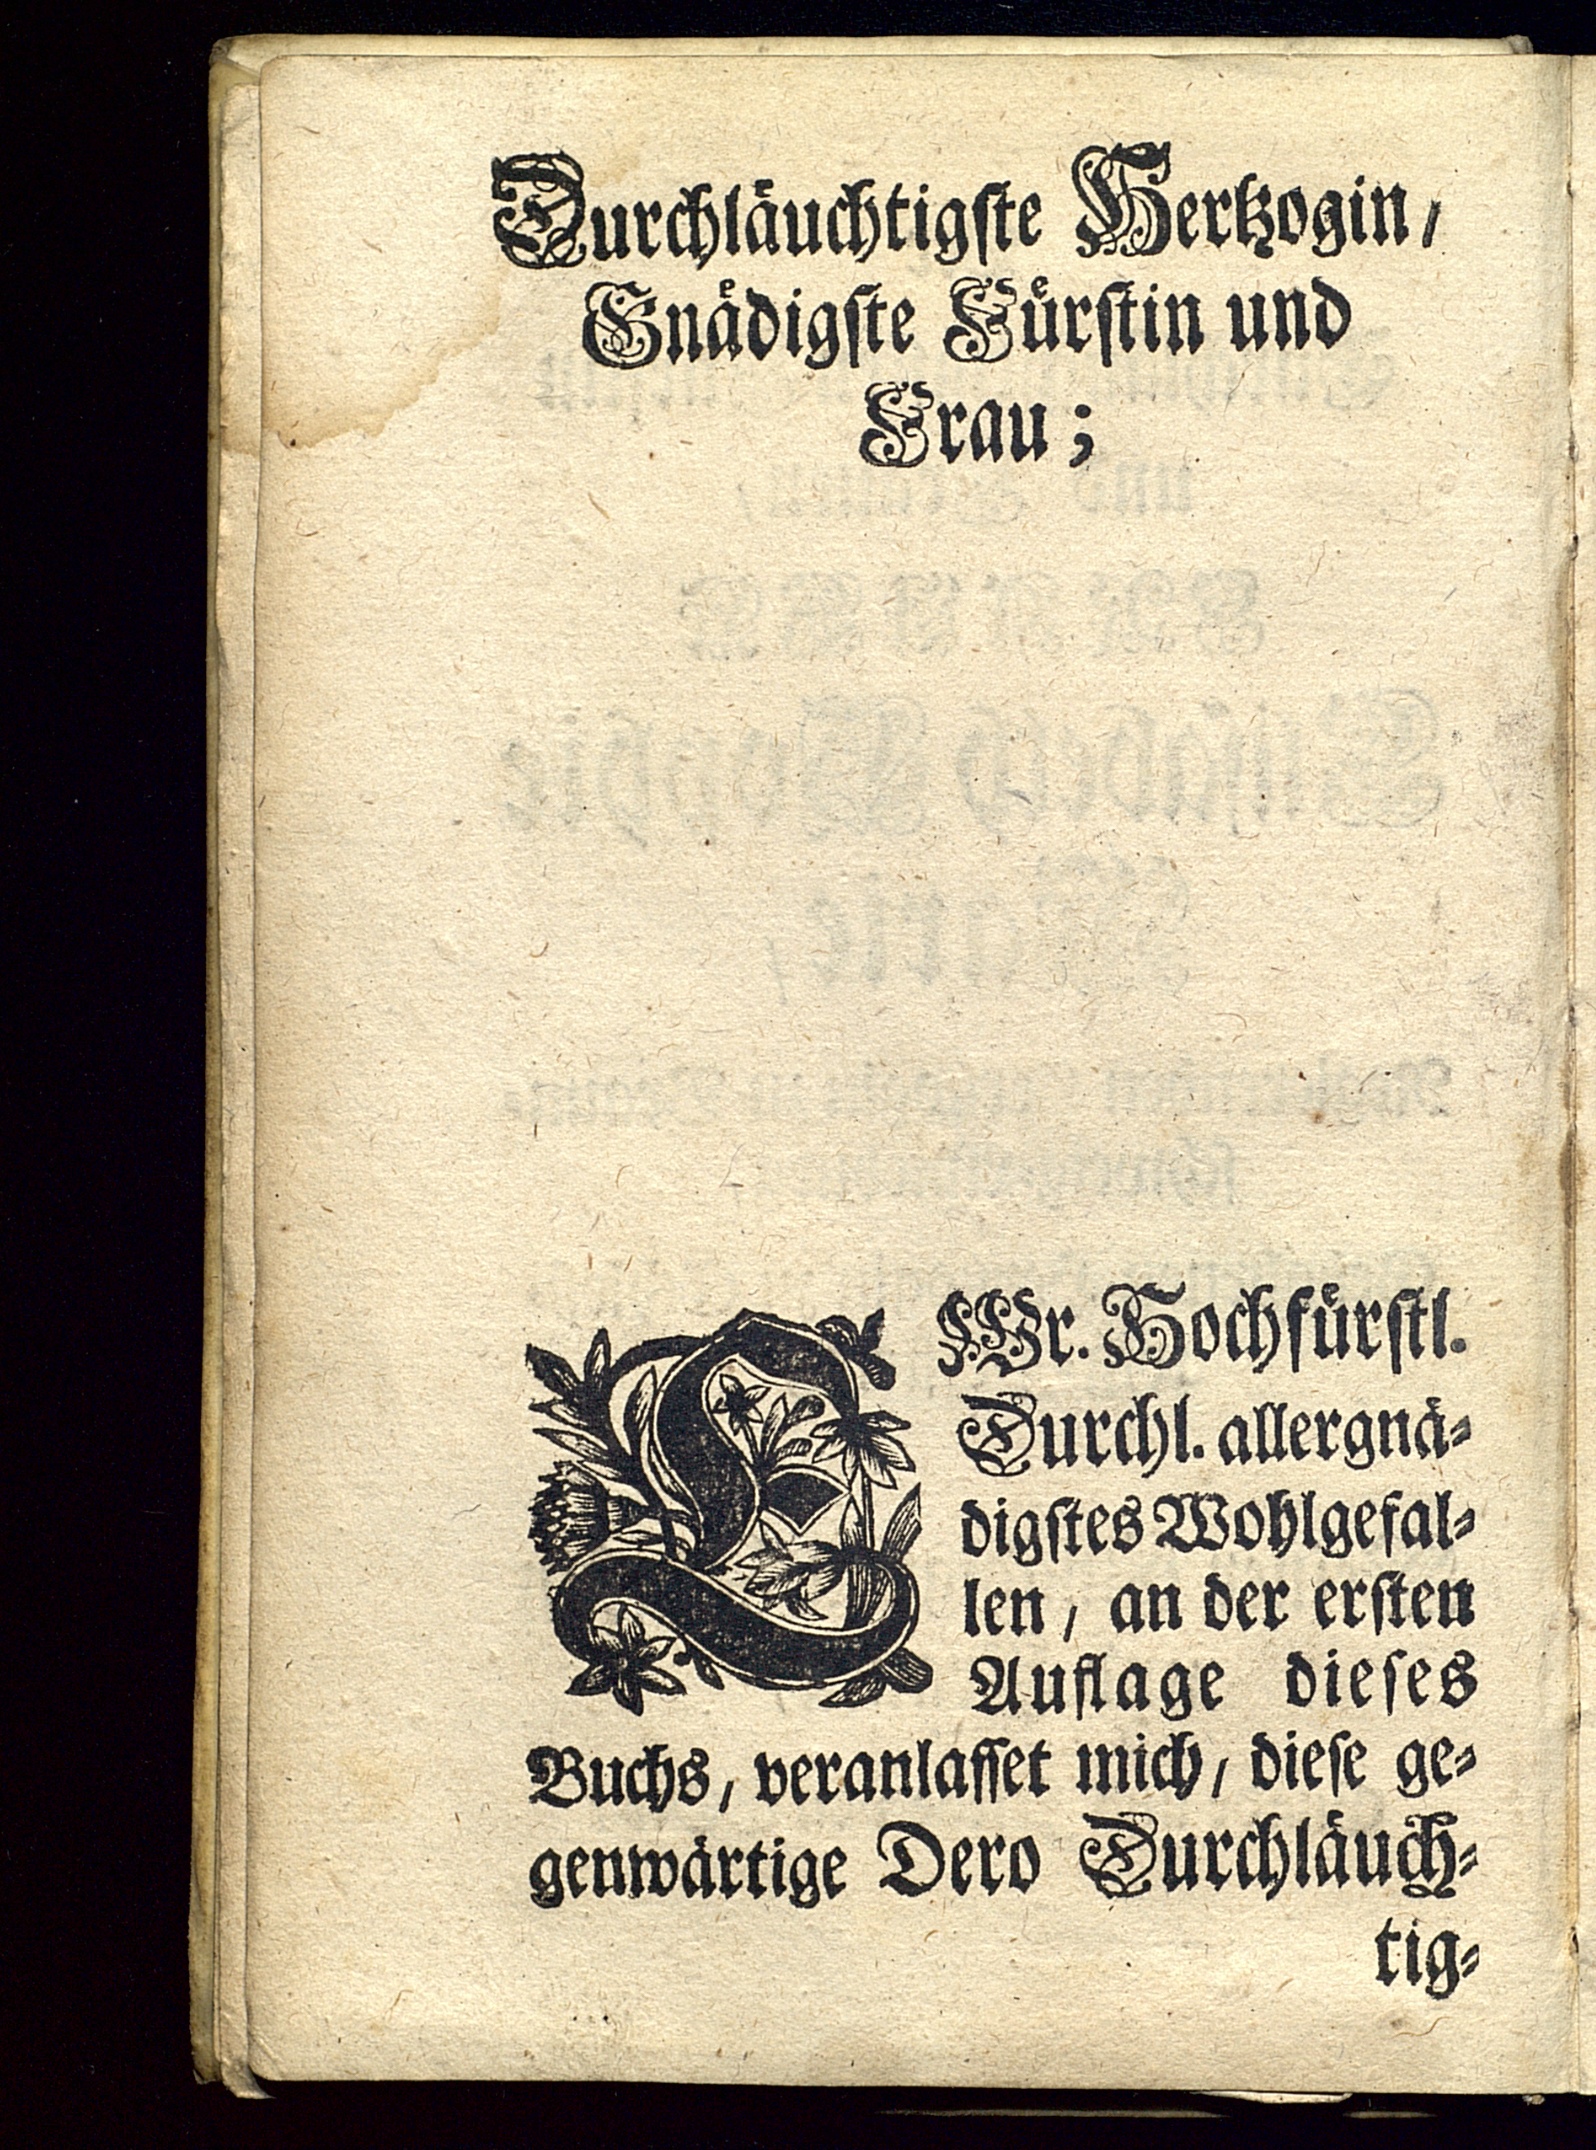 Durchläuchtigste Hertzogin/
Gnädigste Fürstin und
Frau;
EWr. Hochfürstl.
Durchl. allergnä-
digstes Wohlgefal-
len/ an der ersten
Auflage dieses
Buchs/ veranlasset mich/ diese ge-
genwärtige Dero Durchläuch-
tig-